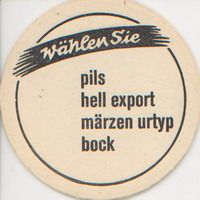 Wählen Sie
pils
hell export
märzen urtyp
bock